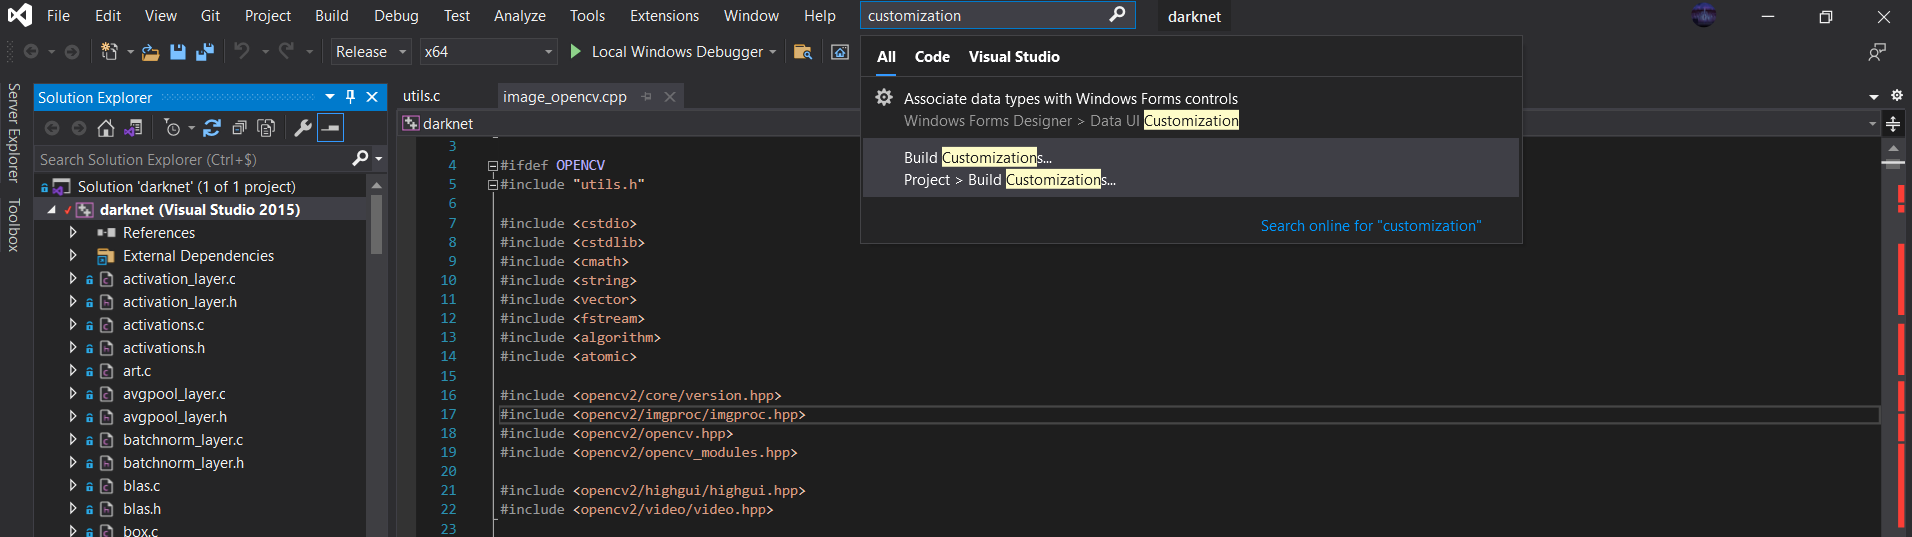 File Edit View Git Project Build Debug Test Analyze Tools Extensions Window Help customization darknet
Release x64 Local Windows Debugger
All Code Visual Studio
Associate data types with Windows Forms controls
Windows Forms Designer > Data UI Customization
Build Customizations...
Project > Build Customizations...
Search online for "customization"
Server Explorer
Toolbox
Solution Explorer
Search Solution Explorer (Ctrl+$)
Solution 'darknet' (1 of 1 project)
darknet (Visual Studio 2015)
References
External Dependencies
activation_layer.c
activation_layer.h
activations.c
activations.h
art.c
avgpool_layer.c
avgpool_layer.h
batchnorm_layer.c
batchnorm_layer.h
blas.c
blas.h
box.c
utils.c image_opencv.cpp
darknet
3
4 #ifdef OPENCV
5 #include "utils.h"
6
7 #include <cstdio>
8 #include <cstdlib>
9 #include <cmath>
10 #include <string>
11 #include <vector>
12 #include <fstream>
13 #include <algorithm>
14 #include <atomic>
15
16 #include <opencv2/core/version.hpp>
17 #include <opencv2/imgproc/imgproc.hpp>
18 #include <opencv2/opencv.hpp>
19 #include <opencv2/opencv_modules.hpp>
20
21 #include <opencv2/highgui/highgui.hpp>
22 #include <opencv2/video/video.hpp>
23